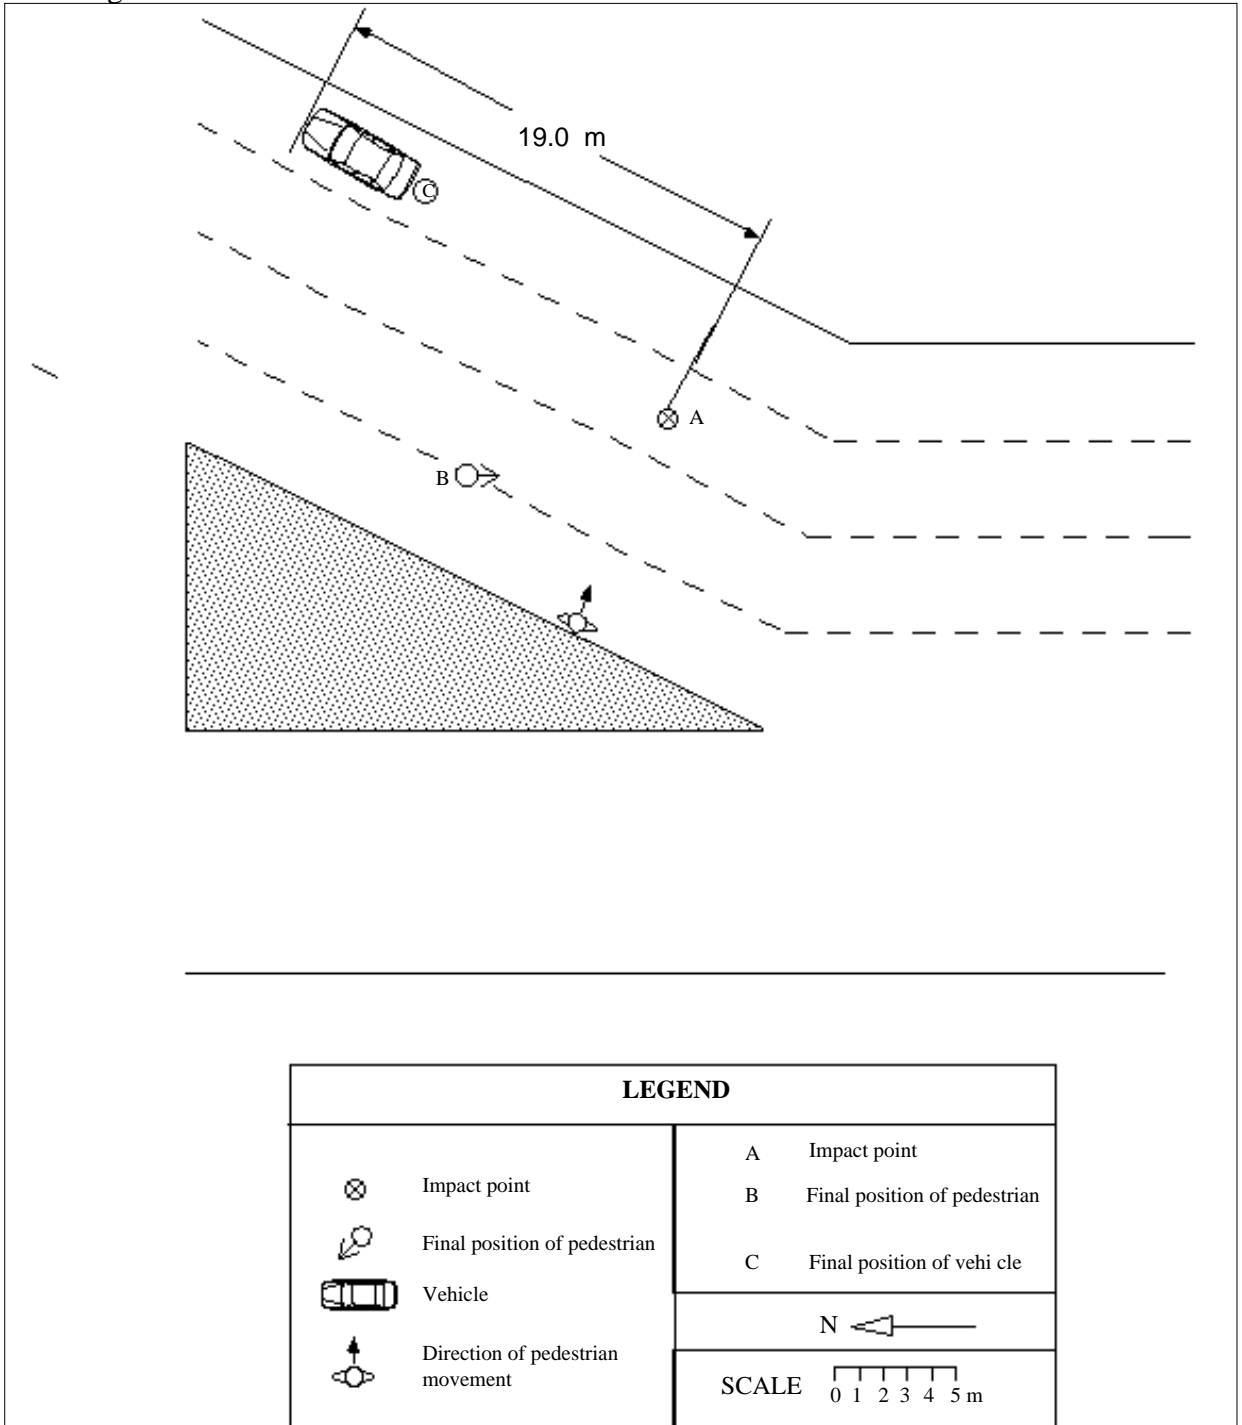 19.0 m
C
A
B
LEGEND
Impact point
Final position of pedestrian
Vehicle
Direction of pedestrian
movement
A Impact point
B Final position of pedestrian
C Final position of vehi cle
N
SCALE
0 1 2 3 4 5 m